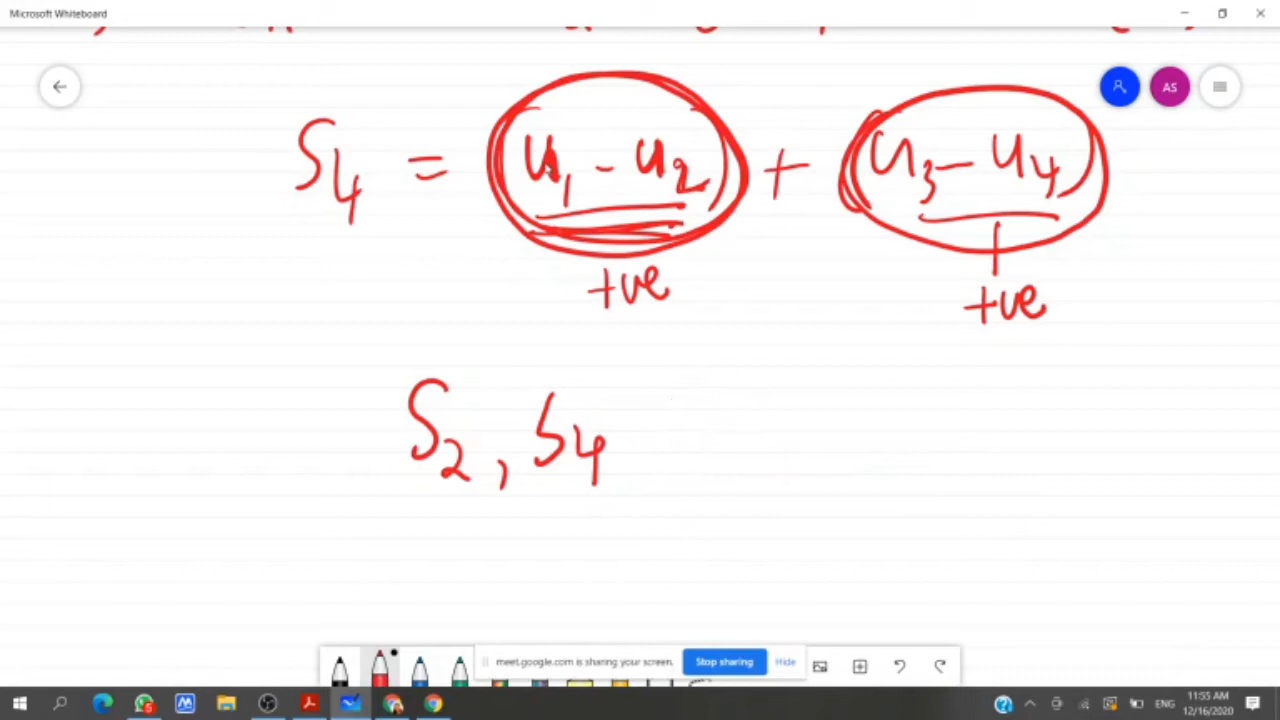 Microsoft Whiteboard
AS
S4 = (u1 - u2) + (u3 - u4)
+ve
+ve
S2, S4
meet.google.com is sharing your screen.
Stop sharing
Hide
5
ENG
11:55 AM
12/16/2020